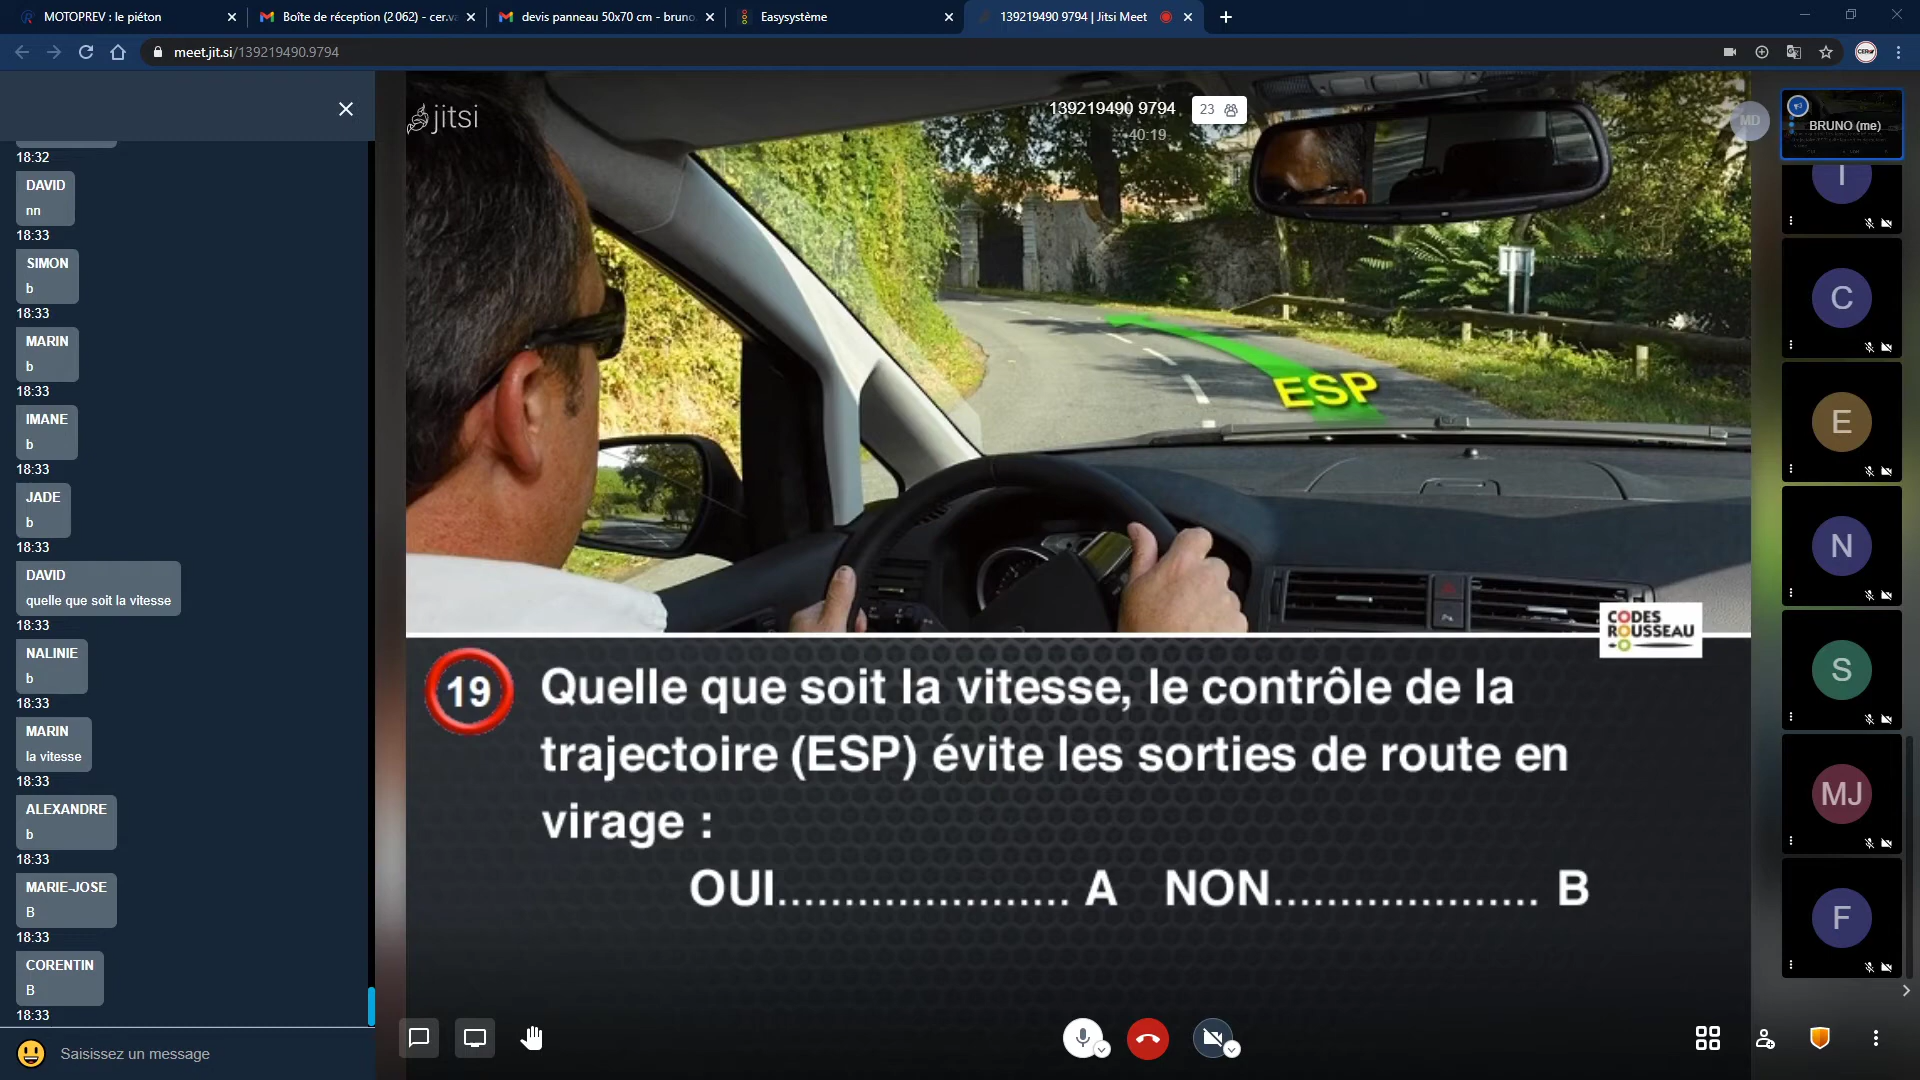 MOTOPREV : le piéton
Boîte de réception (2 062) - cer.va
devis panneau 50x70 cm - bruno.
Easysystème
139219490 9794 | Jitsi Meet
meet.jit.si/139219490.9794
18:32
DAVID
nn
18:33
SIMON
b
18:33
MARIN
b
18:33
IMANE
b
18:33
JADE
b
18:33
DAVID
quelle que soit la vitesse
18:33
NALINIE
b
18:33
MARIN
la vitesse
18:33
ALEXANDRE
b
18:33
MARIE-JOSE
B
18:33
CORENTIN
B
18:33
Saisissez un message
jitsi
139219490 9794
23
40:19
ESP
CODES
ROUSSEAU
19
Quelle que soit la vitesse, le contrôle de la
trajectoire (ESP) évite les sorties de route en
virage :
OUI...................... A NON.................... B
MD
BRUNO (me)
I
C
E
N
S
MJ
F